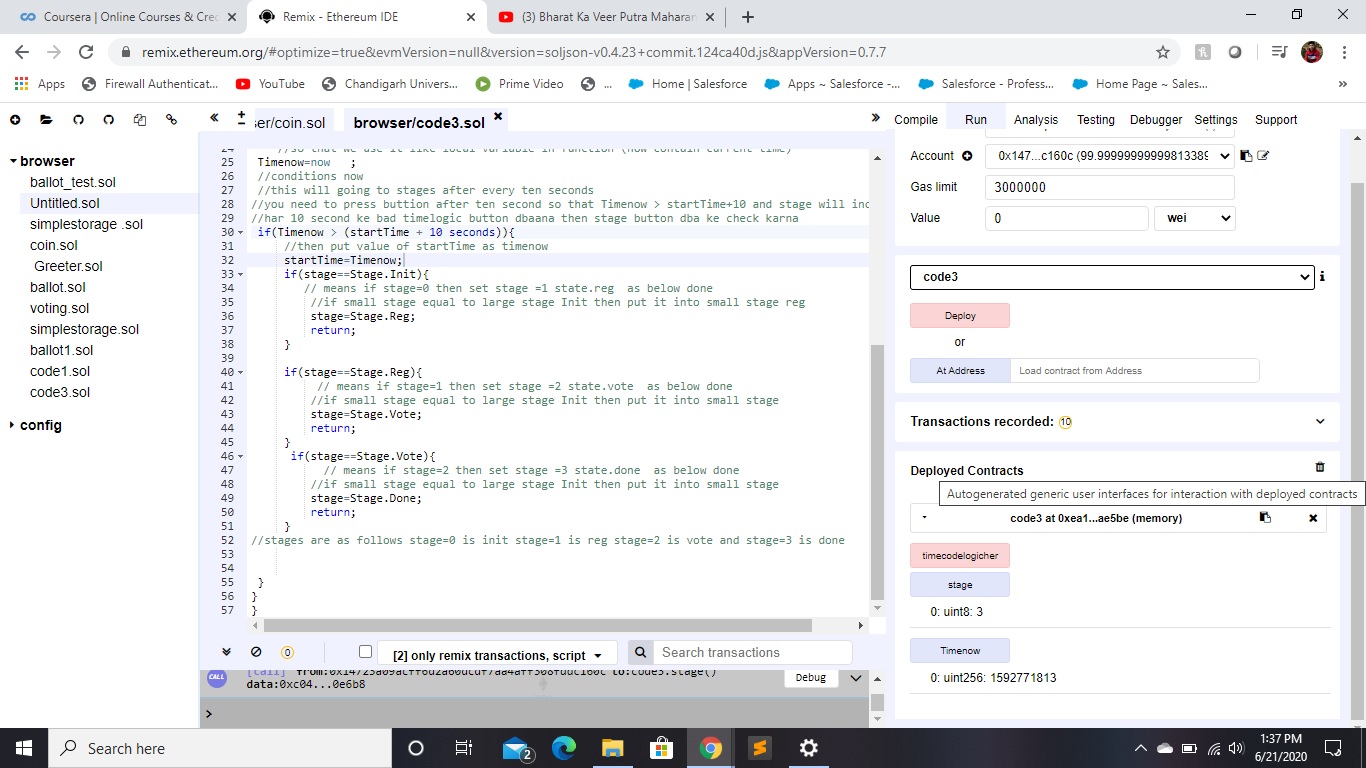 Coursera | Online Courses & Cre
Remix - Ethereum IDE
(3) Bharat Ka Veer Putra Maharan
remix.ethereum.org/#optimize=true&evmVersion=null&version=soljson-v0.4.23+commit.124ca40d.js&appVersion=0.7.7
Apps
Firewall Authenticat...
YouTube
Chandigarh Univers...
Prime Video
...
Home | Salesforce
Apps ~ Salesforce -...
Salesforce - Profess...
Home Page ~ Sales...
»
browser
ballot_test.sol
Untitled.sol
simplestorage .sol
coin.sol
Greeter.sol
ballot.sol
voting.sol
simplestorage.sol
ballot1.sol
code1.sol
code3.sol
config
ser/coin.sol
browser/code3.sol
24 //so that we use it like local variable in function (now contain current time)
25 Timenow=now   ;
26 //conditions now
27 //this will going to stages after every ten seconds
28 //you need to press buttion after ten second so that Timenow > startTime+10 and stage will inc
29 //har 10 second ke bad timelogic button dbaana then stage button dba ke check karna
30 if(Timenow > (startTime + 10 seconds)){
31 //then put value of startTime as timenow
32 startTime=Timenow;
33 if(stage==Stage.Init){
34 // means if stage=0 then set stage =1 state.reg  as below done
35 //if small stage equal to large stage Init then put it into small stage reg
36 stage=Stage.Reg;
37 return;
38 }
39
40 if(stage==Stage.Reg){
41 // means if stage=1 then set stage =2 state.vote  as below done
42 //if small stage equal to large stage Init then put it into small stage
43 stage=Stage.Vote;
44 return;
45 }
46 if(stage==Stage.Vote){
47 // means if stage=2 then set stage =3 state.done  as below done
48 //if small stage equal to large stage Init then put it into small stage
49 stage=Stage.Done;
50 return;
51 }
52 //stages are as follows stage=0 is init stage=1 is reg stage=2 is vote and stage=3 is done
53
54
55 }
56 }
57 }
0
[2] only remix transactions, script
Search transactions
CALL
[call] from:0x14723a09acff6d2a60dcdf7aa4aff308fddc160c to:code3.stage()
data:0xc04...0e6b8
Debug
>
Compile
Run
Analysis
Testing
Debugger
Settings
Support
Account
0x147...c160c (99.99999999999813389
Gas limit
3000000
Value
0
wei
code3
Deploy
or
At Address
Load contract from Address
Transactions recorded: 10
Deployed Contracts
Autogenerated generic user interfaces for interaction with deployed contracts
code3 at 0xea1...ae5be (memory)
timecodelogicher
stage
0: uint8: 3
Timenow
0: uint256: 1592771813
Search here
2
1:37 PM
6/21/2020